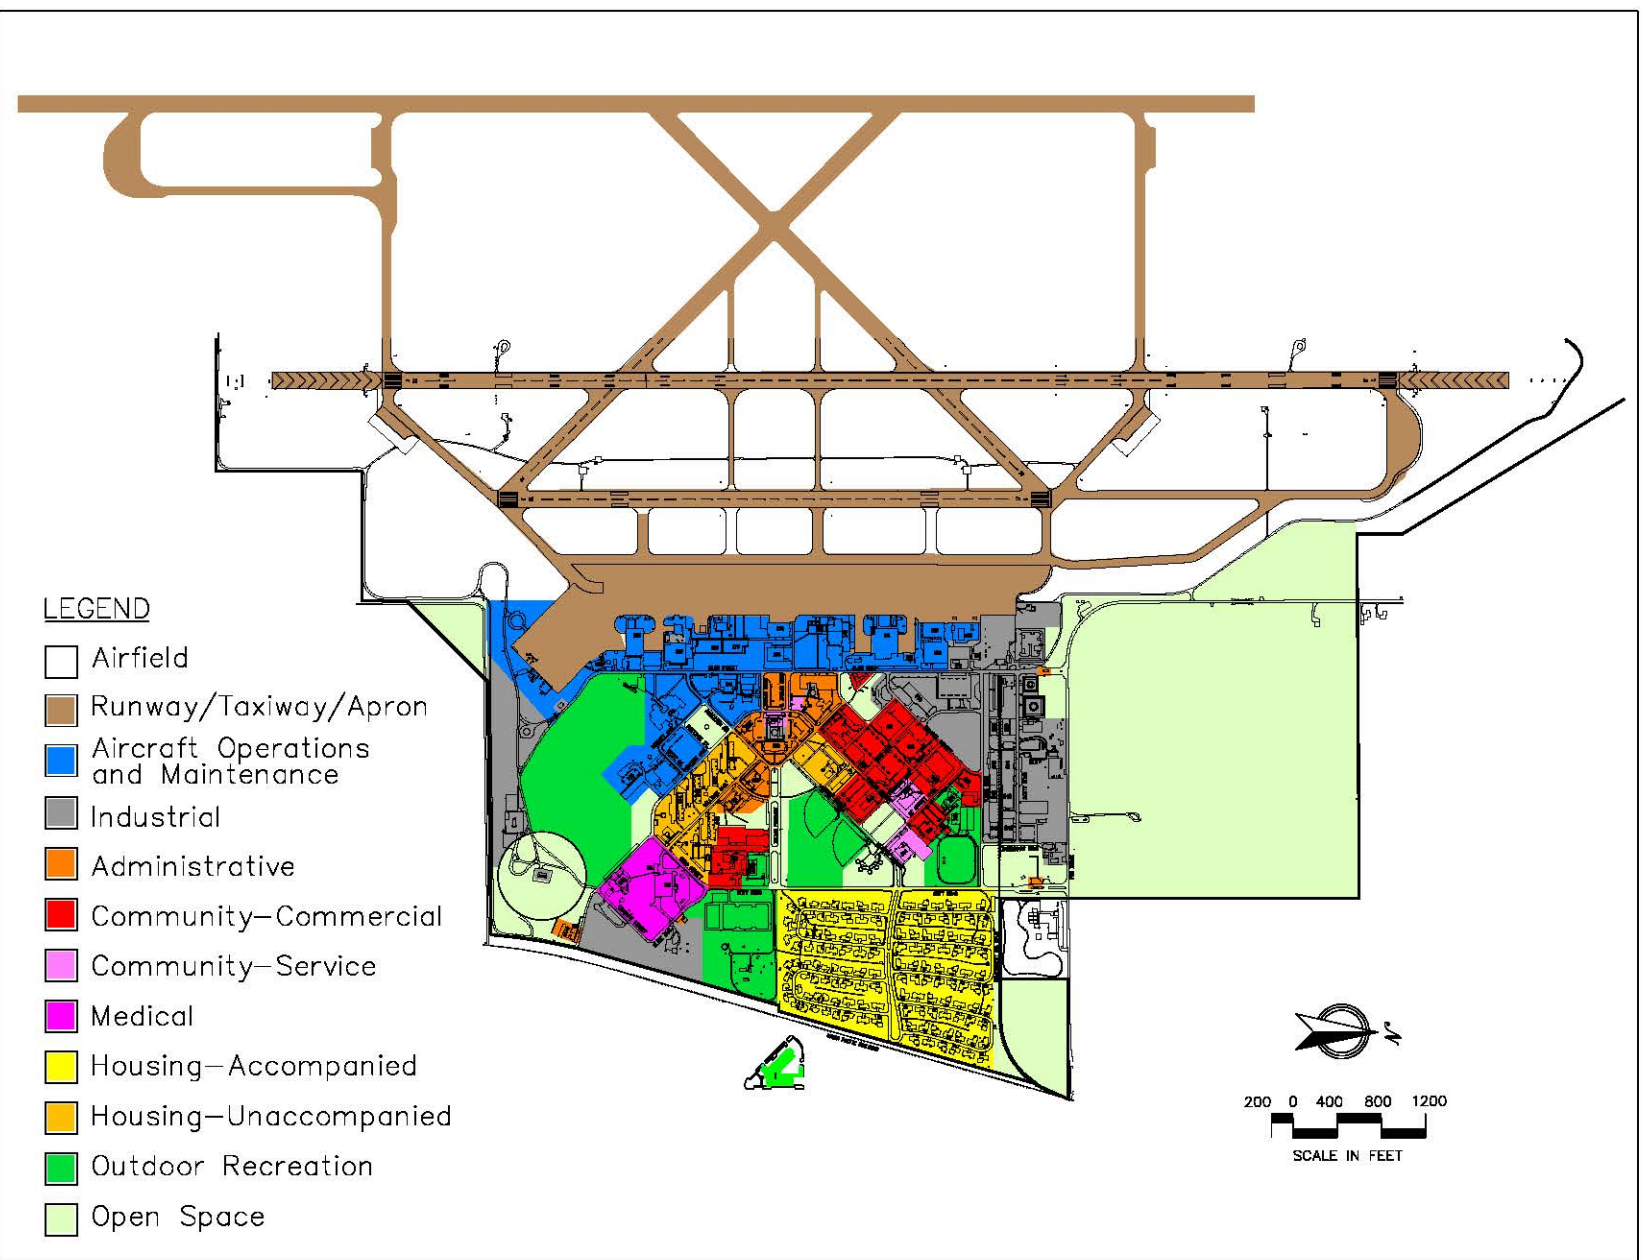 LEGEND
Airfield
Runway/Taxiway/Apron
Aircraft Operations
and Maintenance
Industrial
Administrative
Community-Commercial
Community-Service
Medical
Housing-Accompanied
Housing-Unaccompanied
Outdoor Recreation
Open Space
N
200 0 400 800 1200
SCALE IN FEET